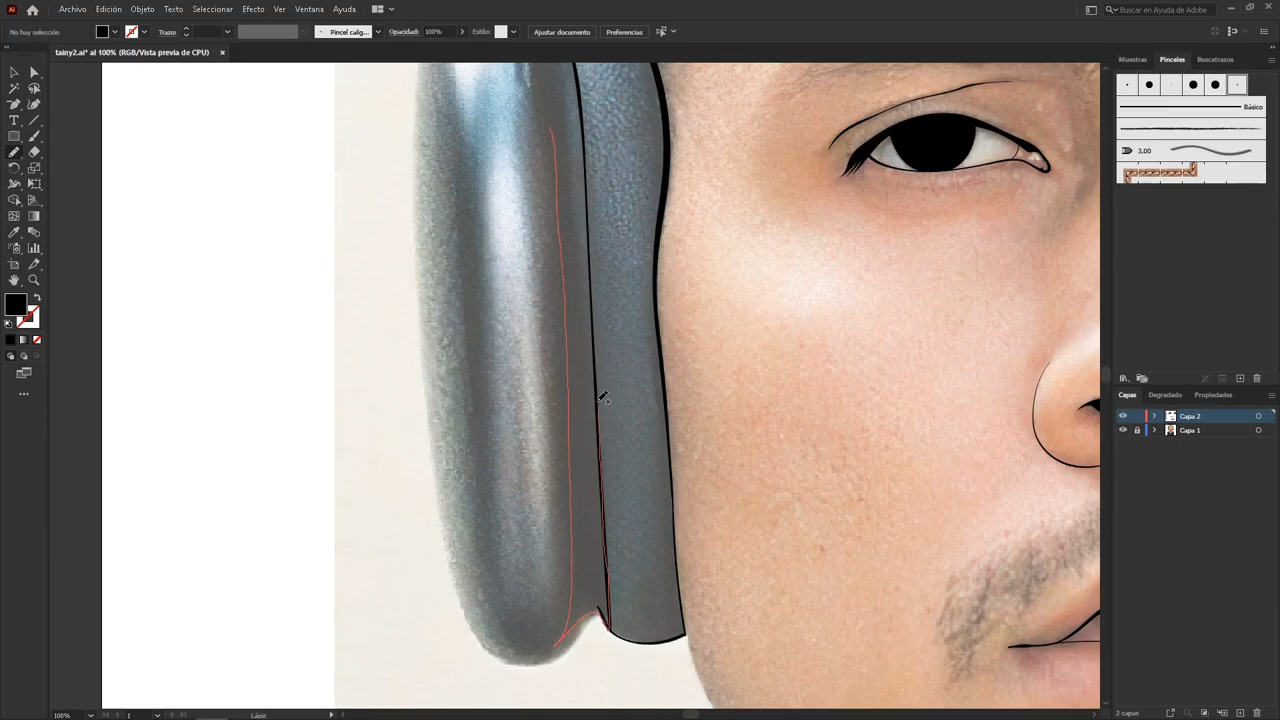 Ai Archivo Edición Objeto Texto Seleccionar Efecto Ver Ventana Ayuda Buscar en Ayuda de Adobe
No hay selección Trazo: Pincel calig... Opacidad: 100% Estilo: Ajustar documento Preferencias
tainy2.ai* al 100% (RGB/Vista previa de CPU) ×
Muestras Pinceles Buscatrazos
Básico
3.00
Capas Degradado Propiedades
Capa 2
Capa 1
100% 1 Lápiz
2 capas